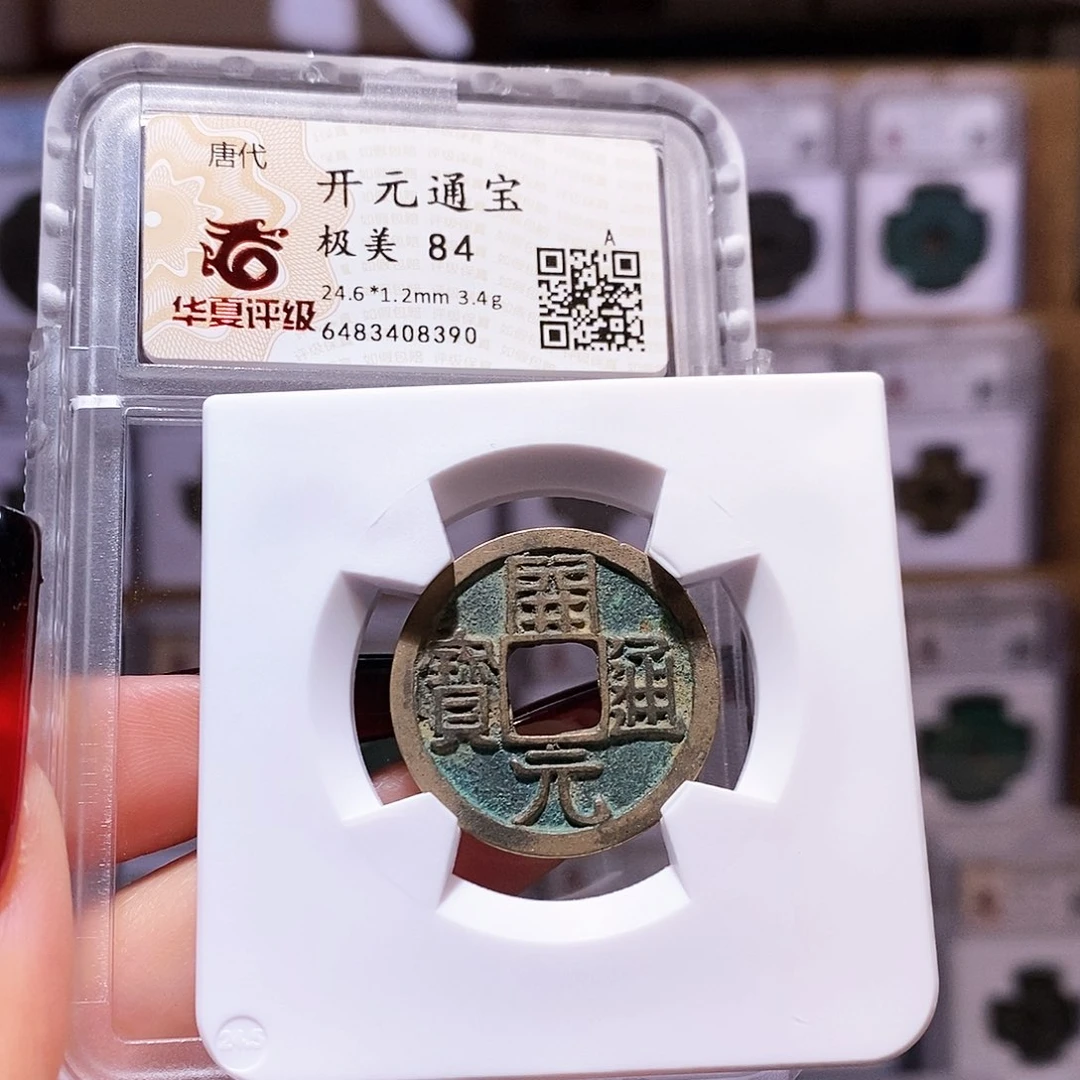 唐代
开元通宝
极美 84
A
华夏评级
24.6*1.2mm 3.4g
6483408390
開
寶 通
元